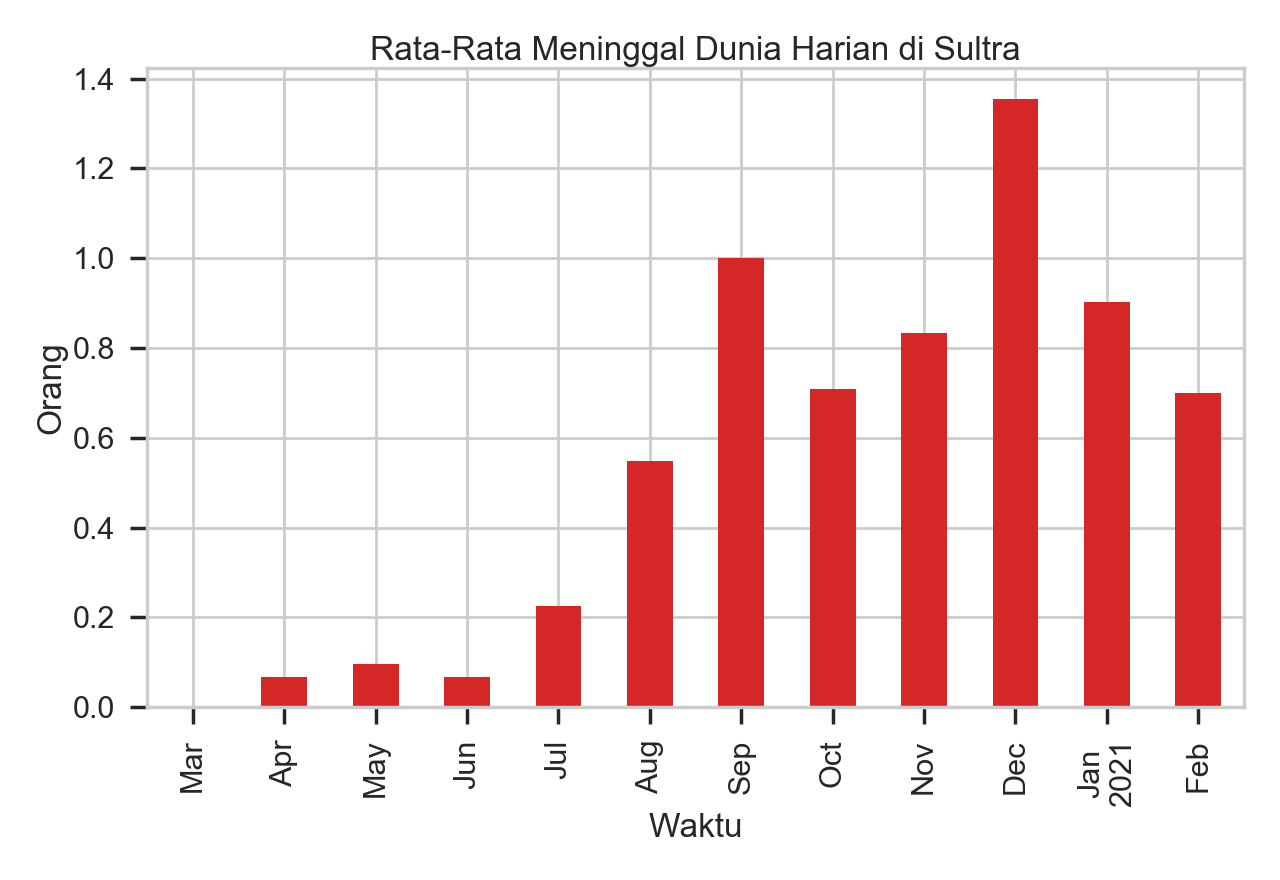 Rata-Rata Meninggal Dunia Harian di Sultra
1.4
1.2
1.0
0.8
0.6
0.4
0.2
0.0
Orang
Mar
Apr
May
Jun
Jul
Aug
Sep
Oct
Nov
Dec
Jan
2021
Feb
Waktu